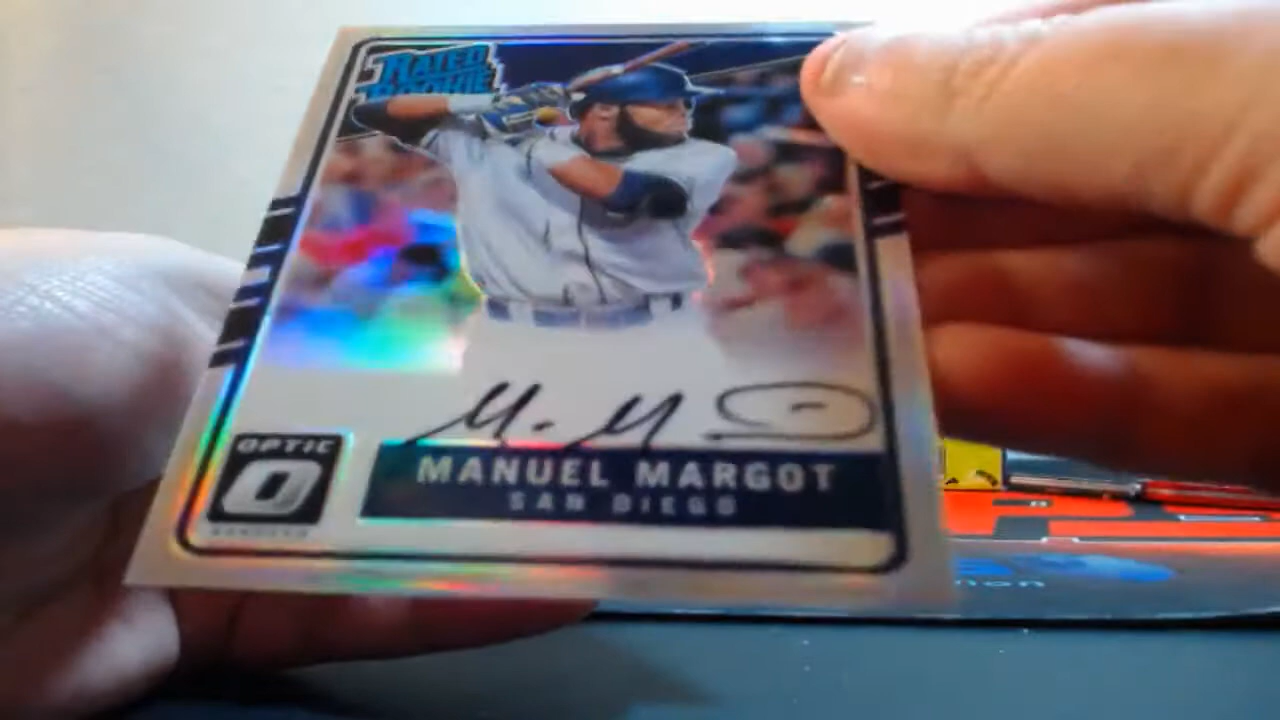 RATED
ROOKIE
M. M
OPTIC
O
MANUEL MARGOT
SAN DIEGO